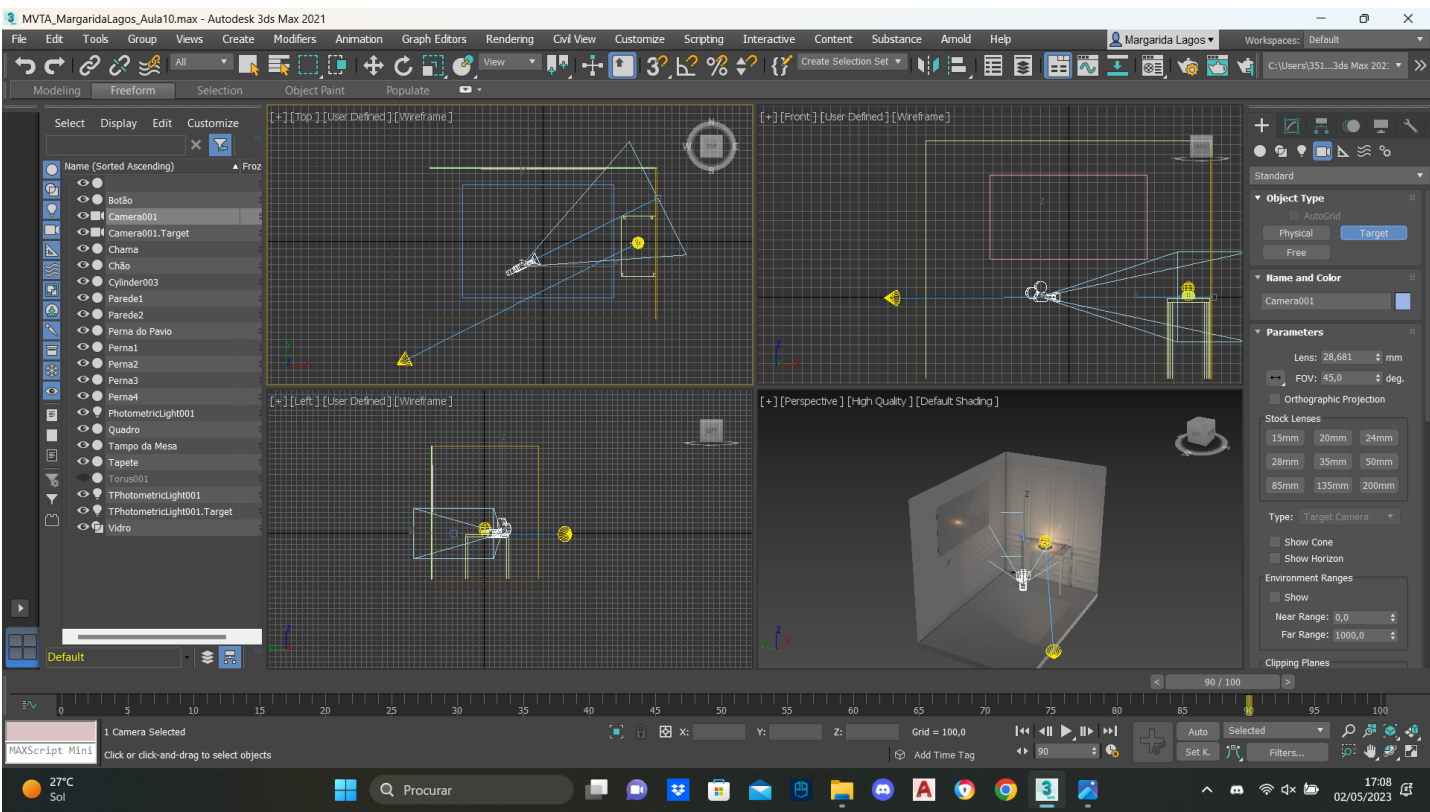 MVTA_MargaridaLagos_Aula10.max - Autodesk 3ds Max 2021
File Edit Tools Group Views Create Modifiers Animation Graph Editors Rendering Civil View Customize Scripting Interactive Content Substance Arnold Help Margarida Lagos Workspaces: Default
All View Create Selection Set C:\Users\351...3ds Max 202:
Modeling Freeform Selection Object Paint Populate
Select Display Edit Customize
Name (Sorted Ascending) Froz
Botão
Camera001
Camera001.Target
Chama
Chão
Cylinder003
Parede1
Parede2
Perna do Pavio
Perna1
Perna2
Perna3
Perna4
PhotometricLight001
Quadro
Tampo da Mesa
Tapete
Torus001
TPhotometricLight001
TPhotometricLight001.Target
Vidro
Default
[+] [Top ] [User Defined ] [Wireframe ]
N
W TOP E
S
[+] [Front ] [User Defined ] [Wireframe ]
[+] [Left ] [User Defined ] [Wireframe ]
LEFT
[+] [Perspective ] [High Quality ] [Default Shading ]
Standard
Object Type
AutoGrid
Physical Target
Free
Name and Color
Camera001
Parameters
Lens: 28,681 mm
FOV: 45,0 deg.
Orthographic Projection
Stock Lenses
15mm 20mm 24mm
28mm 35mm 50mm
85mm 135mm 200mm
Type: Target Camera
Show Cone
Show Horizon
Environment Ranges
Show
Near Range: 0,0
Far Range: 1000,0
Clipping Planes
90 / 100
0 5 10 15 20 25 30 35 40 45 50 55 60 65 70 75 80 85 90 95 100
1 Camera Selected X: Y: Z: Grid = 100,0 Auto Selected
MAXScript Mini Click or click-and-drag to select objects Add Time Tag 90 Set K. Filters...
27°C
Sol
Procurar
17:08
02/05/2023